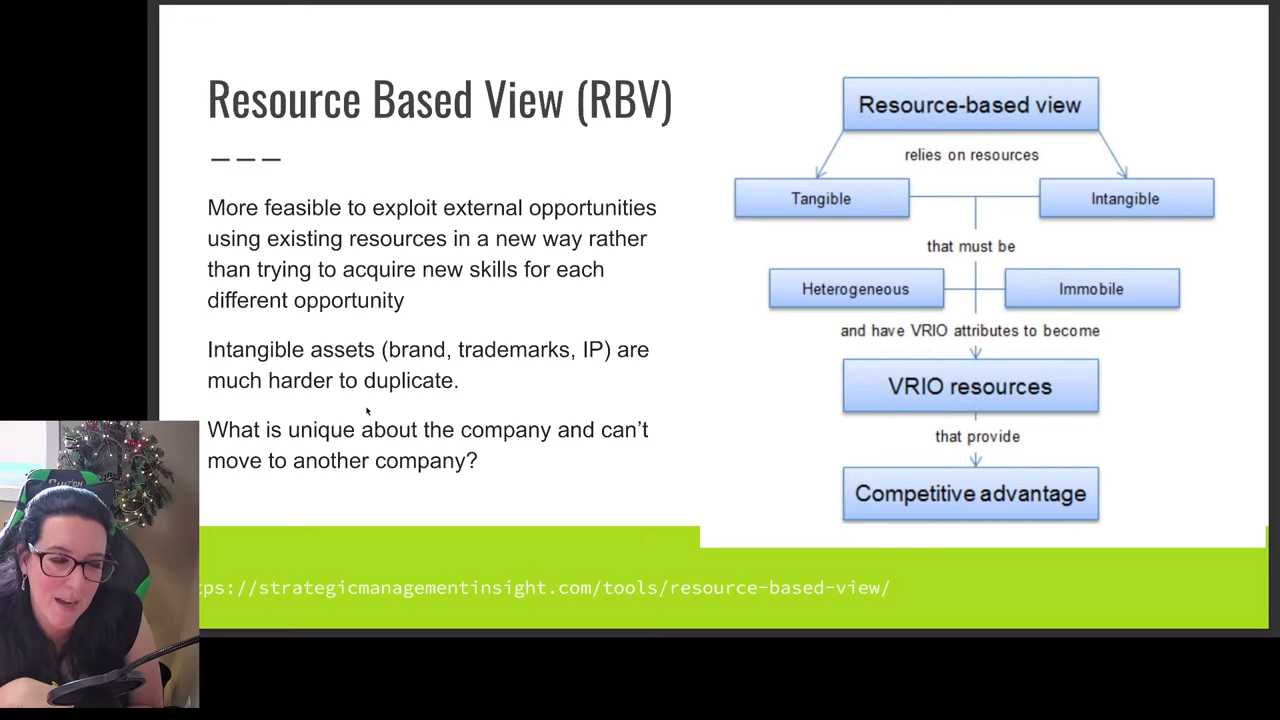 Resource Based View (RBV)
More feasible to exploit external opportunities
using existing resources in a new way rather
than trying to acquire new skills for each
different opportunity
Intangible assets (brand, trademarks, IP) are
much harder to duplicate.
What is unique about the company and can’t
move to another company?
Resource-based view
relies on resources
Tangible
Intangible
that must be
Heterogeneous
Immobile
and have VRIO attributes to become
VRIO resources
that provide
Competitive advantage
tps://strategicmanagementinsight.com/tools/resource-based-view/